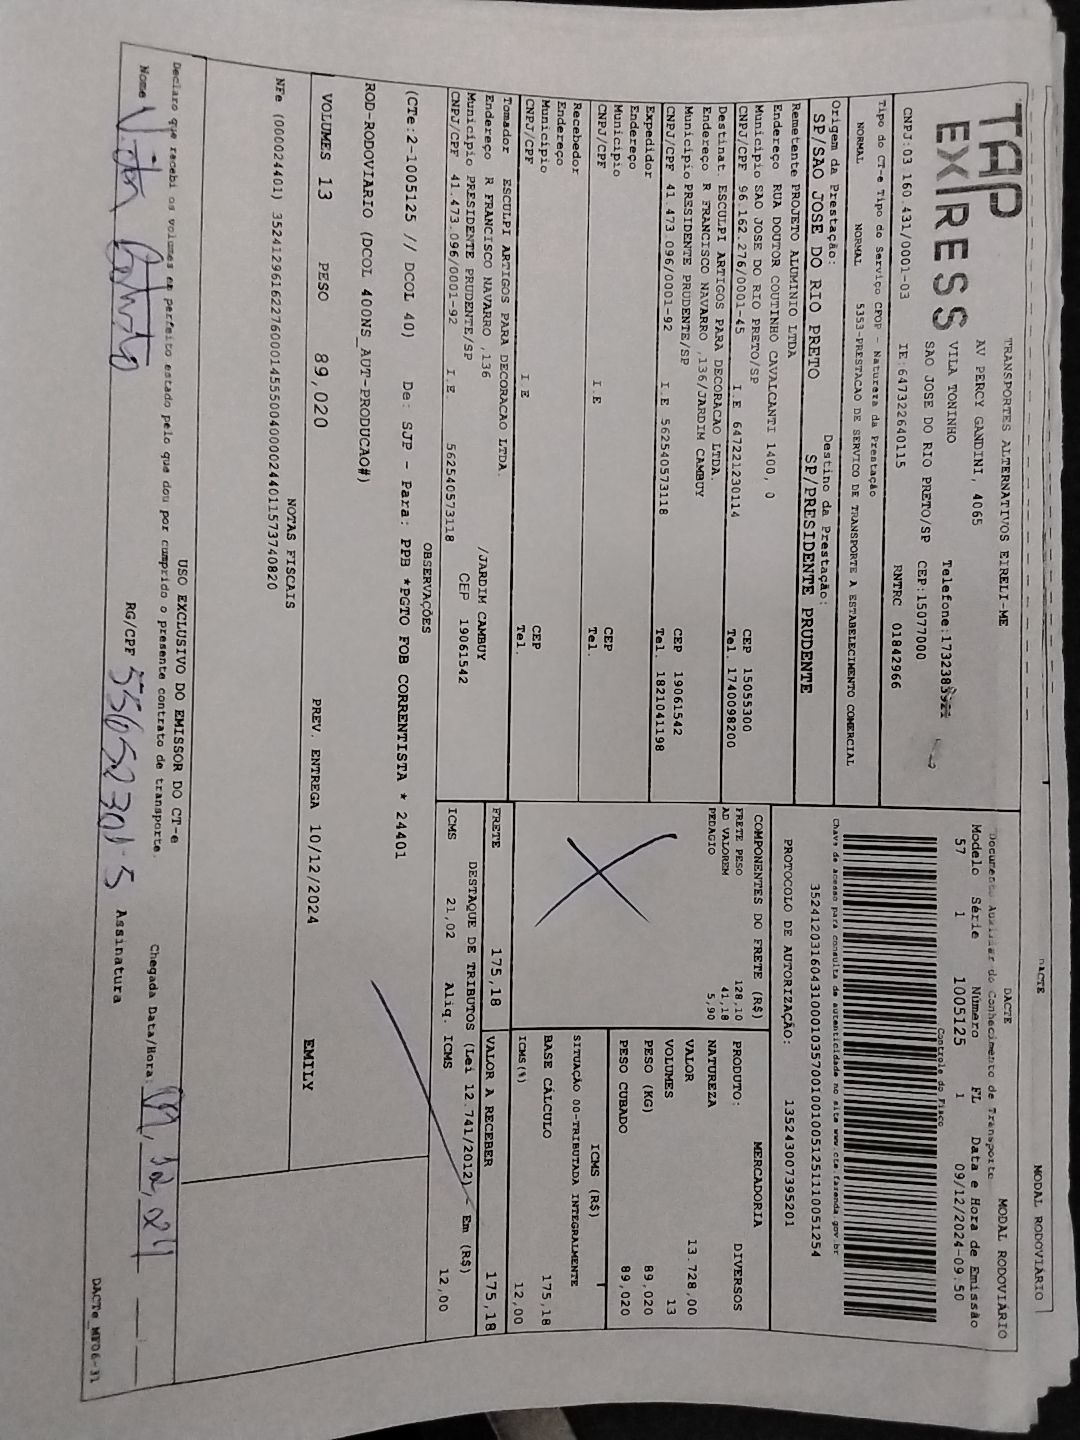 DACTE
MODAL RODOVIÁRIO
TAP
EXPRESS
TRANSPORTES ALTERNATIVOS EIRELI-ME
AV PERCY GANDINI, 4065
VILA TONINHO
SAO JOSE DO RIO PRETO/SP
CEP:15077000
CNPJ:03 160 431/0001-03 IE:647322640115 RNTRC 01842966
Tipo do CT-e Tipo do Serviço CFOP - Natureza da Prestação
NORMAL NORMAL 5353-PRESTACAO DE SERVICO DE TRANSPORTE A ESTABELECIMENTO COMERCIAL
Origem da Prestação: Destino da Prestação:
SP/SAO JOSE DO RIO PRETO SP/PRESIDENTE PRUDENTE
Remetente PROJETO ALUMINIO LTDA
Endereço RUA DOUTOR COUTINHO CAVALCANTI 1400, 0
Município SAO JOSE DO RIO PRETO/SP CEP 15055300
CNPJ/CPF 96.162.276/0001-45 I.E 647221230114 Tel. 1740098200
Destinat. ESCULPI ARTIGOS PARA DECORACAO LTDA.
Endereço R FRANCISCO NAVARRO ,136/JARDIM CAMBUY
Município PRESIDENTE PRUDENTE/SP CEP 19061542
CNPJ/CPF 41.473.096/0001-92 I.E 562540573118 Tel. 1821041198
Expedidor
Endereço
Município CEP
CNPJ/CPF I E Tel.
Recebedor
Endereço
Município CEP
CNPJ/CPF I E Tel.
Tomador ESCULPI ARTIGOS PARA DECORACAO LTDA.
Endereço R FRANCISCO NAVARRO ,136 /JARDIM CAMBUY
Município PRESIDENTE PRUDENTE/SP CEP 19061542
CNPJ/CPF 41.473.096/0001-92 I.E 562540573118
DACTE MODAL RODOVIÁRIO
Documento Auxiliar do Conhecimento de Transporte
Modelo Série Número FL Data e Hora de Emissão
57 1 1005125 1 09/12/2024-09:50
Controle do Fisco
Chave de acesso para consulta de autenticidade no site www.cte.fazenda.gov.br
35241203160431000103570010010051251110051254
PROTOCOLO DE AUTORIZAÇÃO: 135243007395201
COMPONENTES DO FRETE (R$)
FRETE PESO 128,10
AD VALOREM 41,18
PEDAGIO 5,90
MERCADORIA
PRODUTO: DIVERSOS
NATUREZA
VALOR 13.728,00
VOLUMES 13
PESO (KG) 89,020
PESO CUBADO 89,020
ICMS (R$)
SITUAÇÃO 00-TRIBUTADA INTEGRALMENTE
BASE CÁLCULO 175,18
ICMS(%) 12,00
FRETE 175,18 VALOR A RECEBER 175,18
DESTAQUE DE TRIBUTOS (Lei 12.741/2012) - Em (R$)
ICMS 21,02 Aliq. ICMS 12,00
OBSERVAÇÕES
(CTe:2-1005125 // DCOL 40) De: SJP - Para: PPB *PGTO FOB CORRENTISTA * 24401
ROD-RODOVIARIO (DCOL 400NS_AUT-PRODUCAO#)
VOLUMES 13 PESO 89,020 PREV. ENTREGA 10/12/2024 EMILY
NOTAS FISCAIS
USO EXCLUSIVO DO EMISSOR DO CT-e
Declaro que recebi os volumes em perfeito estado pelo que dou por cumprido o presente contrato de transporte.
Chegada Data/Hora:
Nome RG/CPF Assinatura